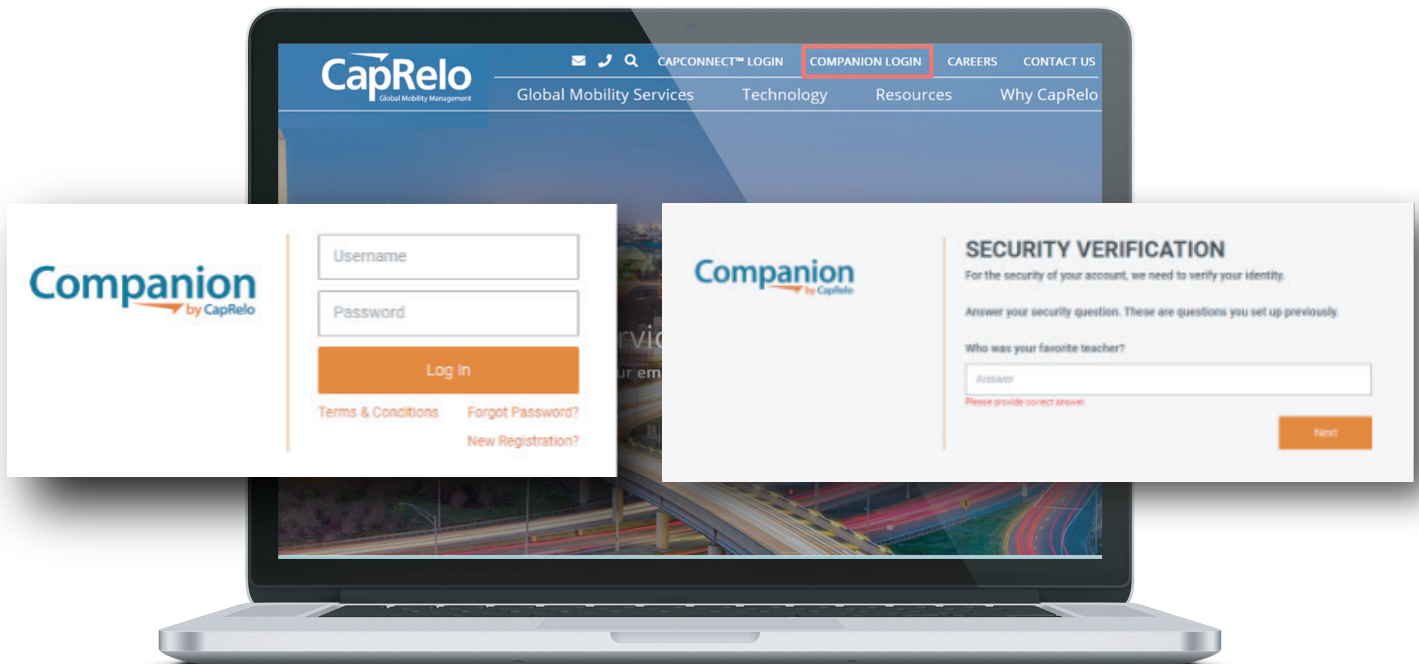 CapRelo
Global Mobility Management
CAPCONNECT™ LOGIN COMPANION LOGIN CAREERS CONTACT US
Global Mobility Services Technology Resources Why CapRelo
Companion
by CapRelo
Username
Password
Log In
Terms & Conditions Forgot Password?
New Registration?
Companion
by CapRelo
SECURITY VERIFICATION
For the security of your account, we need to verify your identity.
Answer your security question. These are questions you set up previously.
Who was your favorite teacher?
Answer
Please provide correct answer.
Next